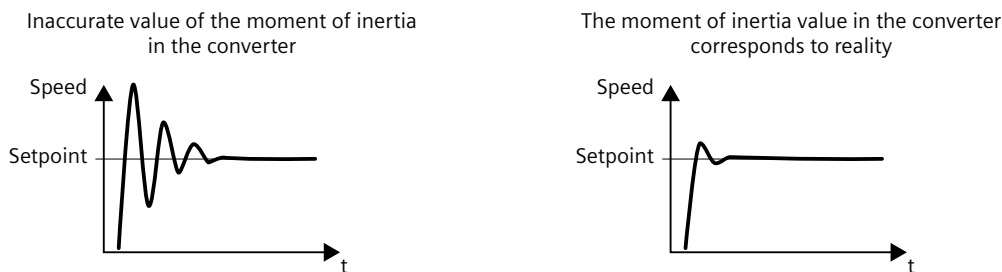 Inaccurate value of the moment of inertia
in the converter
Speed
Setpoint
t
The moment of inertia value in the converter
corresponds to reality
Speed
Setpoint
t